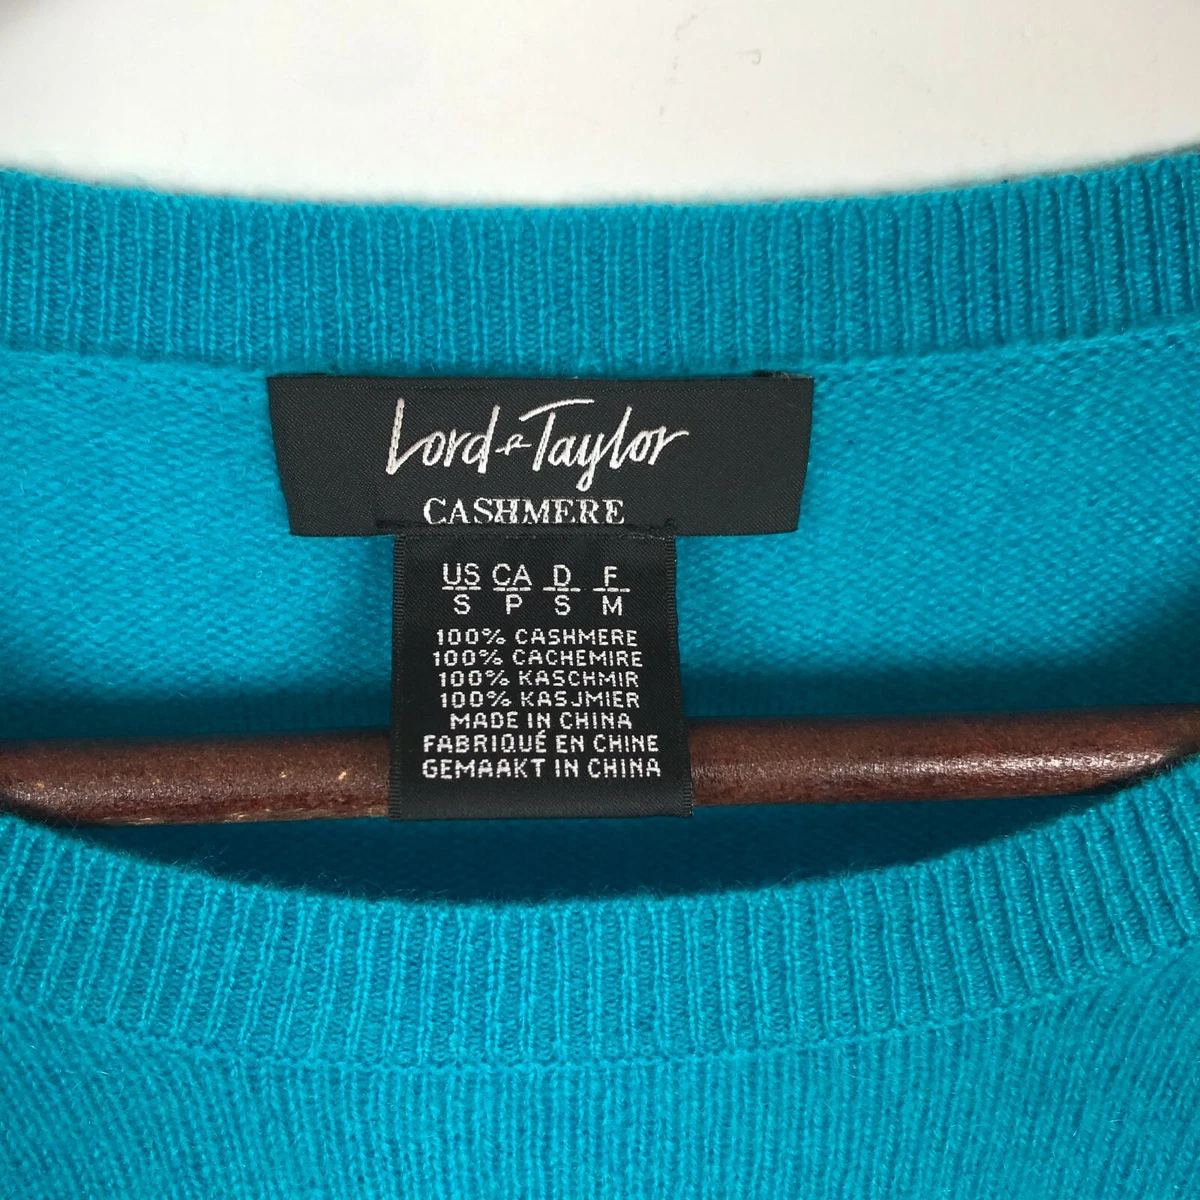 Lord & Taylor
CASHMERE
US CA D F
S P S M
100% CASHMERE
100% CACHEMIRE
100% KASCHMIR
100% KASJMIER
MADE IN CHINA
FABRIQUÉ EN CHINE
GEMAAKT IN CHINA